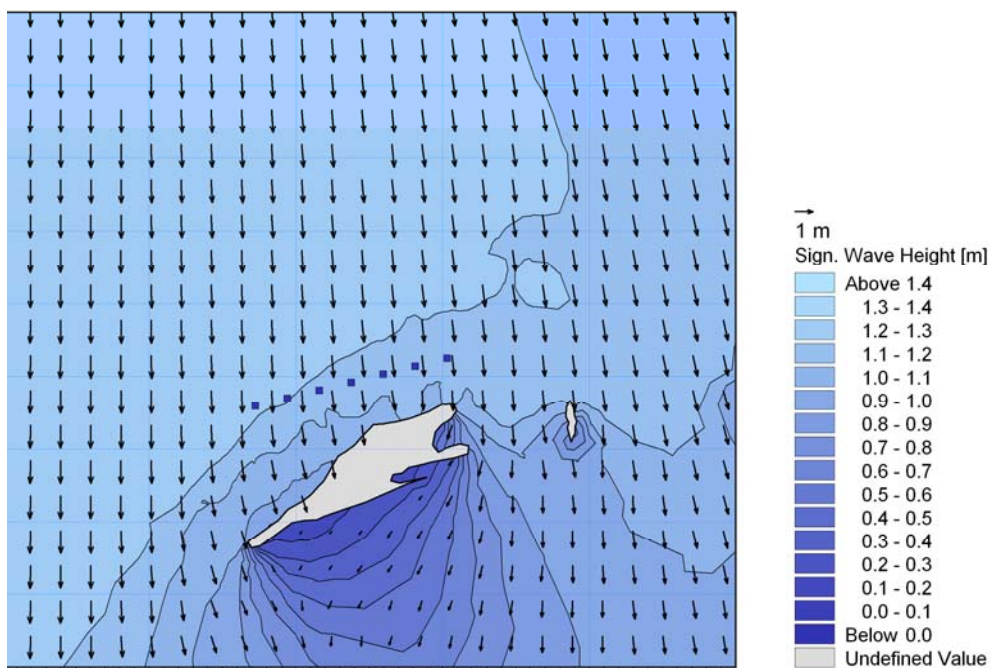 1 m
Sign. Wave Height [m]
Above 1.4
1.3 - 1.4
1.2 - 1.3
1.1 - 1.2
1.0 - 1.1
0.9 - 1.0
0.8 - 0.9
0.7 - 0.8
0.6 - 0.7
0.5 - 0.6
0.4 - 0.5
0.3 - 0.4
0.2 - 0.3
0.1 - 0.2
0.0 - 0.1
Below 0.0
Undefined Value